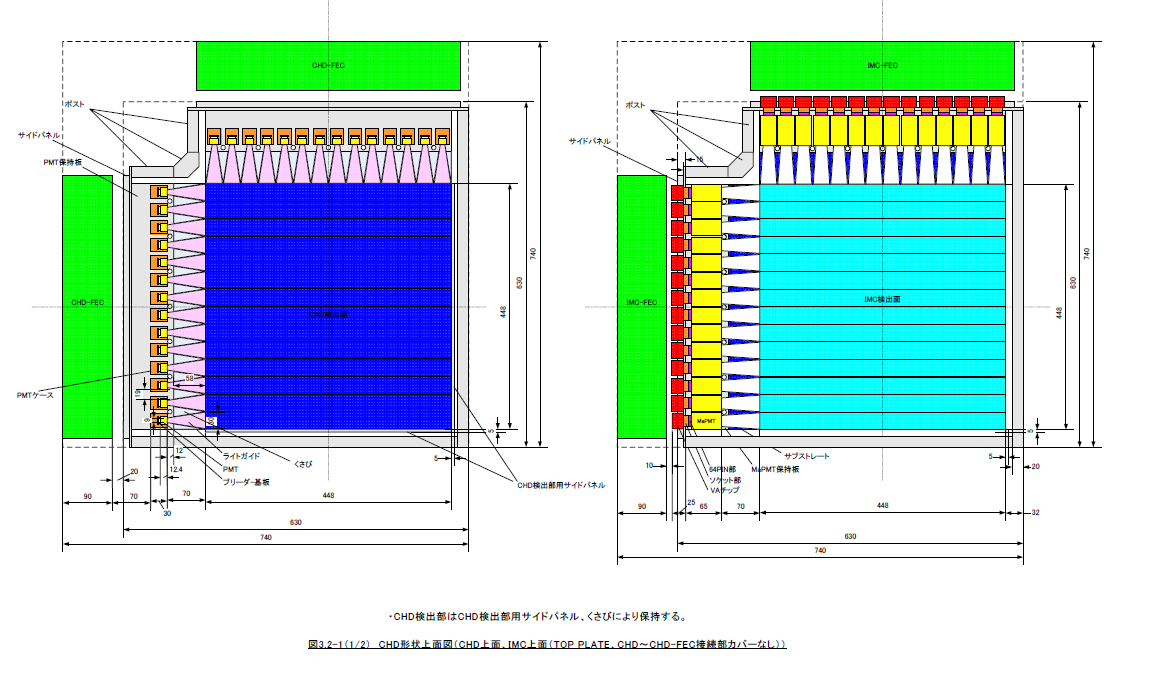 CHD-FEC
ポスト
サイドパネル
PMT保持板
CHD-FEC
PMTケース
58
19
9
60
12
12.4
20
90
70
30
70
448
630
740
5
5
448
630
740
ライトガイド
PMT
ブリーダー基板
くさび
CHD検出部用サイドパネル
IMC-FEC
ポスト
サイドパネル
15
IMC-FEC
IMC検出面
MaPMT
サブストレート
64PIN部
MaPMT保持板
ソケット部
VAチップ
10
25
90
65
70
448
5
20
32
630
740
5
448
630
740
・CHD検出部はCHD検出部用サイドパネル、くさびにより保持する。
図3.2-1(1/2) CHD形状上面図(CHD上面、IMC上面(TOP PLATE、CHD～CHD-FEC接続部カバーなし))